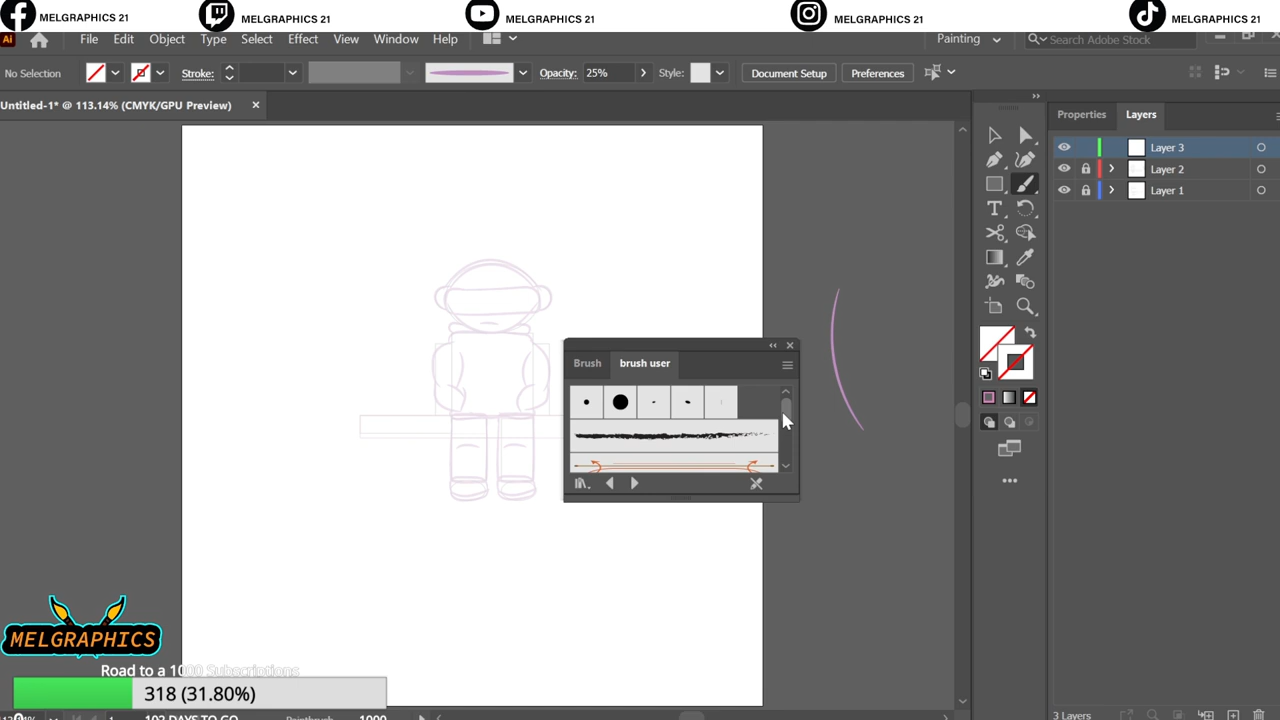 MELGRAPHICS 21
MELGRAPHICS 21
MELGRAPHICS 21
MELGRAPHICS 21
MELGRAPHICS 21
Ai File Edit Object Type Select Effect View Window Help
Painting
Search Adobe Stock
No Selection
Stroke:
Opacity: 25%
Style:
Document Setup
Preferences
Untitled-1* @ 113.14% (CMYK/GPU Preview)
Properties Layers
Layer 3
Layer 2
Layer 1
Brush brush user
MELGRAPHICS
Road to a 1000 Subscriptions
318 (31.80%)
102 DAYS TO GO
Paintbrush
1000
3 Layers